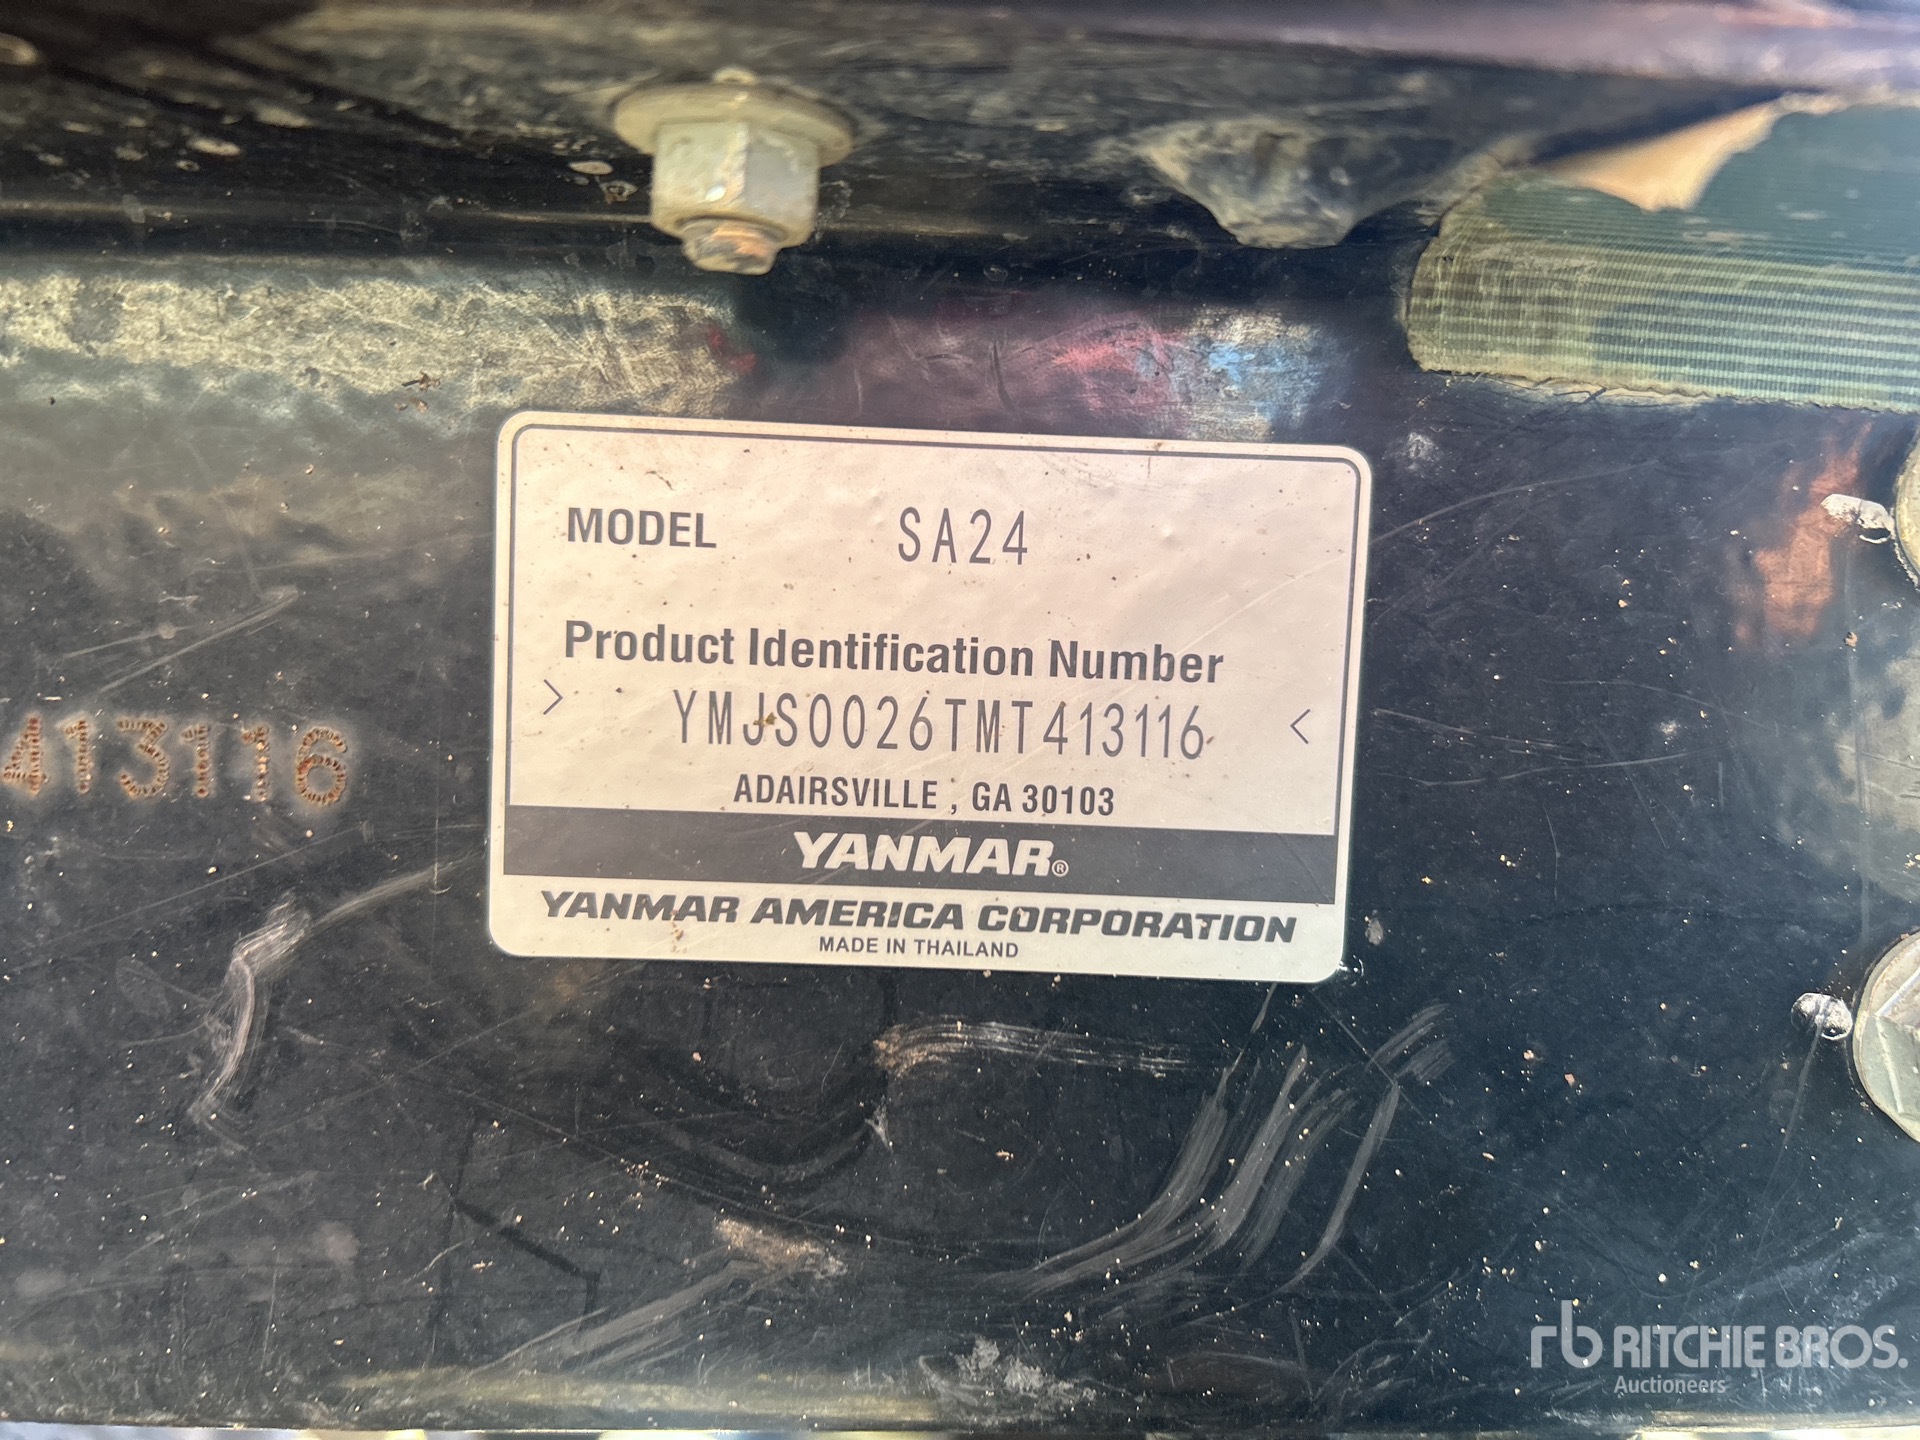 MODEL SA24
Product Identification Number
> YMJS0026TMT413116 <
ADAIRSVILLE , GA 30103
YANMAR®
YANMAR AMERICA CORPORATION
MADE IN THAILAND
413116
rb RITCHIE BROS.
Auctioneers